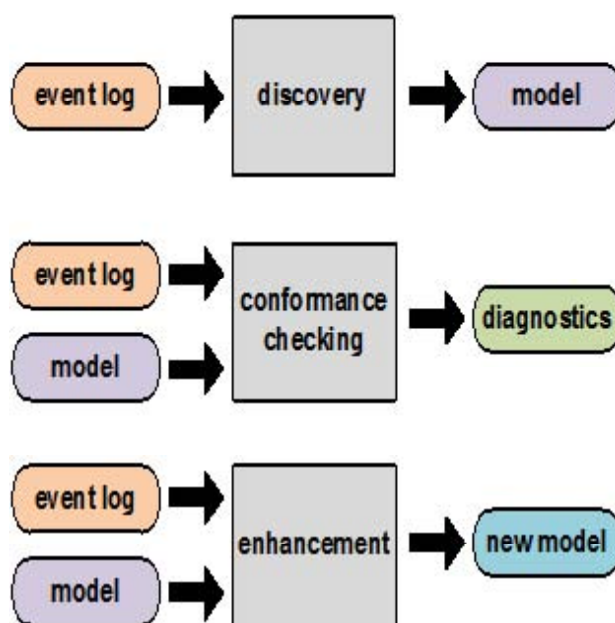 event log
discovery
model
event log
model
conformance
checking
diagnostics
event log
model
enhancement
new model